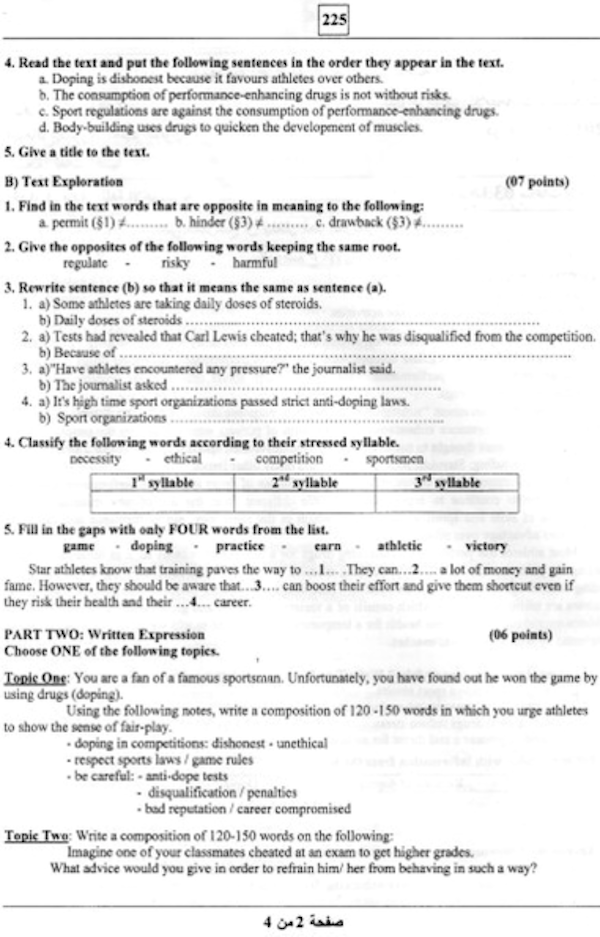 225
4. Read the text and put the following sentences in the order they appear in the text.
a. Doping is dishonest because it favours athletes over others.
b. The consumption of performance-enhancing drugs is not without risks.
c. Sport regulations are against the consumption of performance-enhancing drugs.
d. Body-building uses drugs to quicken the development of muscles.
5. Give a title to the text.
B) Text Exploration (07 points)
1. Find in the text words that are opposite in meaning to the following:
a. permit (§1) ≠.......... b. hinder (§3) ≠ .......... c. drawback (§3) ≠..........
2. Give the opposites of the following words keeping the same root.
regulate - risky - harmful
3. Rewrite sentence (b) so that it means the same as sentence (a).
1. a) Some athletes are taking daily doses of steroids.
b) Daily doses of steroids ..........
2. a) Tests had revealed that Carl Lewis cheated; that's why he was disqualified from the competition.
b) Because of ..........
3. a)"Have athletes encountered any pressure?" the journalist said.
b) The journalist asked ..........
4. a) It's high time sport organizations passed strict anti-doping laws.
b) Sport organizations ..........
4. Classify the following words according to their stressed syllable.
necessity - ethical - competition - sportsmen
1st syllable 2nd syllable 3rd syllable
5. Fill in the gaps with only FOUR words from the list.
game - doping - practice - earn - athletic - victory
Star athletes know that training paves the way to ...1... .They can...2.... a lot of money and gain
fame. However, they should be aware that...3.... can boost their effort and give them shortcut even if
they risk their health and their ...4... career.
PART TWO: Written Expression (06 points)
Choose ONE of the following topics.
Topic One: You are a fan of a famous sportsman. Unfortunately, you have found out he won the game by
using drugs (doping).
Using the following notes, write a composition of 120 -150 words in which you urge athletes
to show the sense of fair-play.
- doping in competitions: dishonest - unethical
- respect sports laws / game rules
- be careful: - anti-dope tests
- disqualification / penalties
- bad reputation / career compromised
Topic Two: Write a composition of 120-150 words on the following:
Imagine one of your classmates cheated at an exam to get higher grades.
What advice would you give in order to refrain him/ her from behaving in such a way?
صفحة 2 من 4